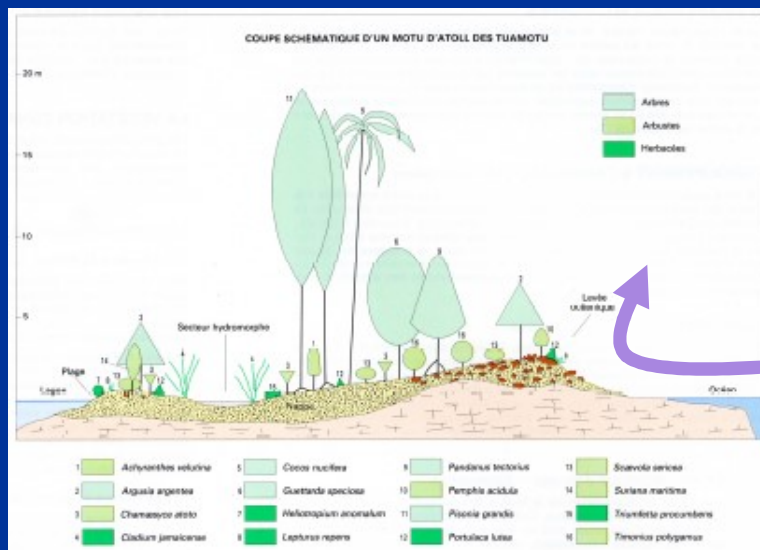 COUPE SCHÉMATIQUE D'UN MOTU D'ATOLL DES TUAMOTU
20 m
15
10
5
Arbres
Arbustes
Herbacées
Levée
océanique
Secteur hydromorphe
Plage
Lagon
Océan
1 Achyranthes velutina
2 Argusia argentea
3 Chamaesyce atoto
4 Cladium jamaicense
5 Cocos nucifera
6 Guettarda speciosa
7 Heliotropium anomalum
8 Lepturus repens
9 Pandanus tectorius
10 Pemphis acidula
11 Pisonia grandis
12 Portulaca lutea
13 Scaevola sericea
14 Suriana maritima
15 Triumfetta procumbens
16 Timonius polygamus